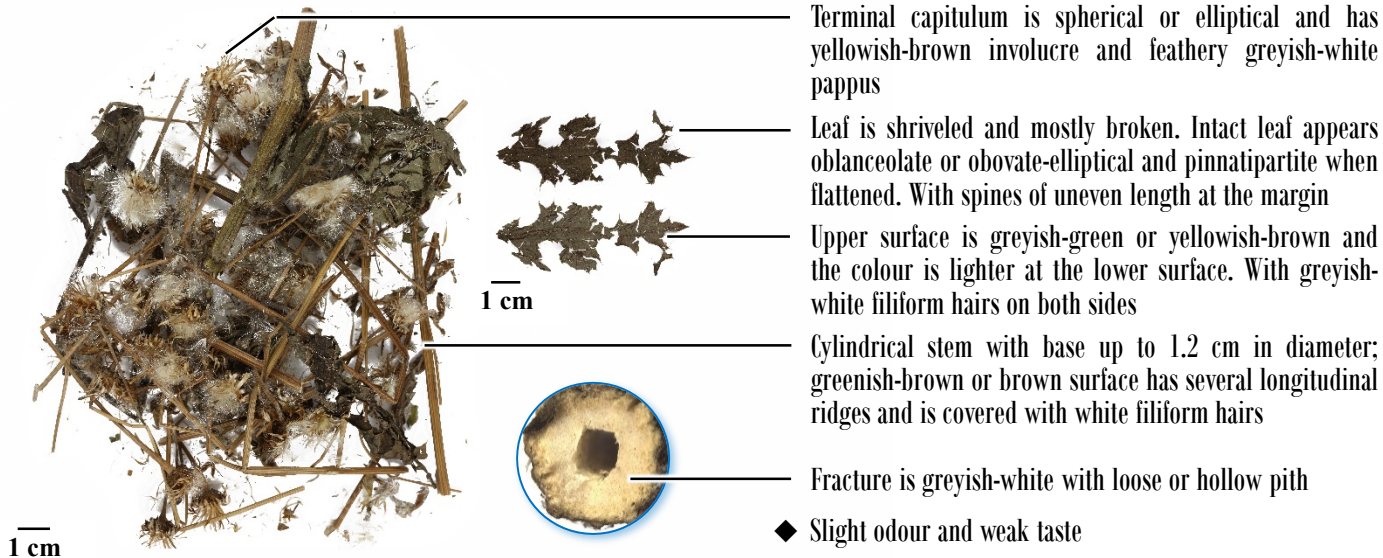 Terminal capitulum is spherical or elliptical and has
yellowish-brown involucre and feathery greyish-white
pappus
Leaf is shriveled and mostly broken. Intact leaf appears
oblanceolate or obovate-elliptical and pinnatipartite when
flattened. With spines of uneven length at the margin
Upper surface is greyish-green or yellowish-brown and
the colour is lighter at the lower surface. With greyish-
white filiform hairs on both sides
1 cm
Cylindrical stem with base up to 1.2 cm in diameter;
greenish-brown or brown surface has several longitudinal
ridges and is covered with white filiform hairs
Fracture is greyish-white with loose or hollow pith
◆ Slight odour and weak taste
1 cm